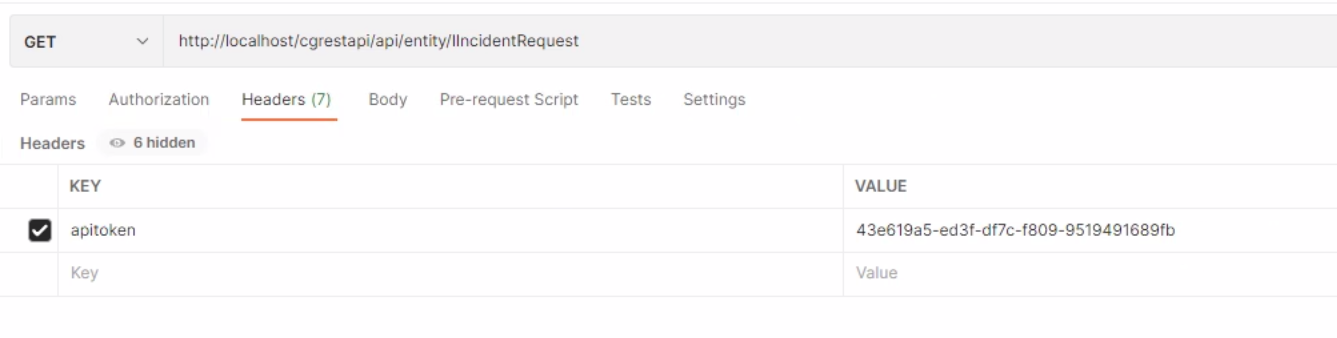 GET http://localhost/cgrestapi/api/entity/IIncidentRequest
Params Authorization Headers (7) Body Pre-request Script Tests Settings
Headers 6 hidden
KEY VALUE
apitoken 43e619a5-ed3f-df7c-f809-9519491689fb
Key Value